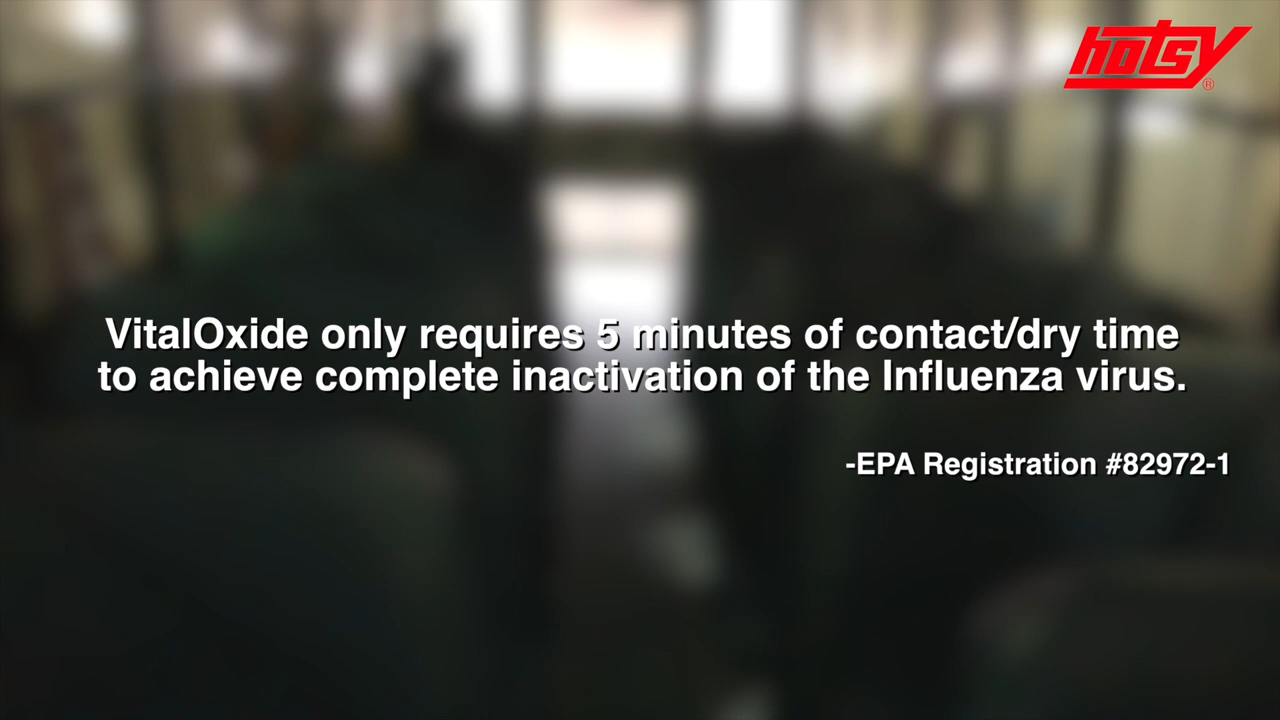 hotsy®
VitalOxide only requires 5 minutes of contact/dry time
to achieve complete inactivation of the Influenza virus.
-EPA Registration #82972-1